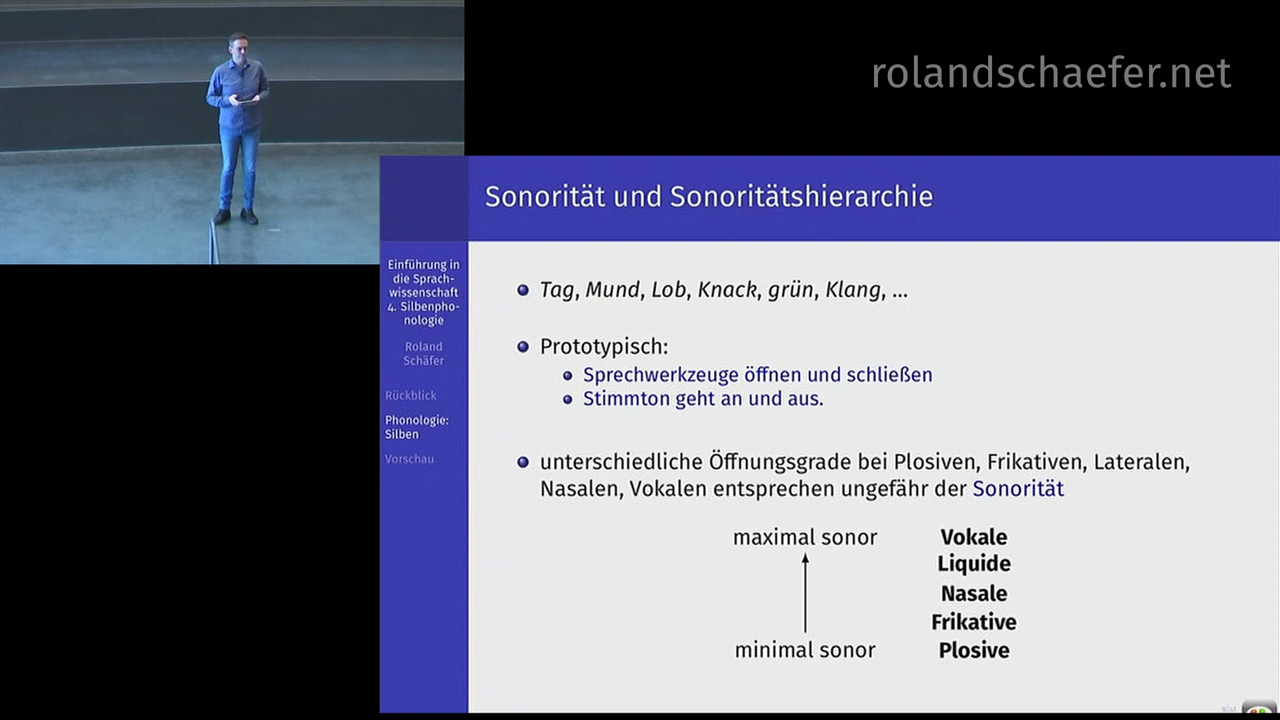 rolandschaefer.net
Sonorität und Sonoritätshierarchie
Einführung in
die Sprach-
wissenschaft
4. Silbenpho-
nologie
Roland
Schäfer
Rückblick
Phonologie:
Silben
Vorschau
Tag, Mund, Lob, Knack, grün, Klang, ...
Prototypisch:
Sprechwerkzeuge öffnen und schließen
Stimmton geht an und aus.
unterschiedliche Öffnungsgrade bei Plosiven, Frikativen, Lateralen,
Nasalen, Vokalen entsprechen ungefähr der Sonorität
maximal sonor
minimal sonor
Vokale
Liquide
Nasale
Frikative
Plosive